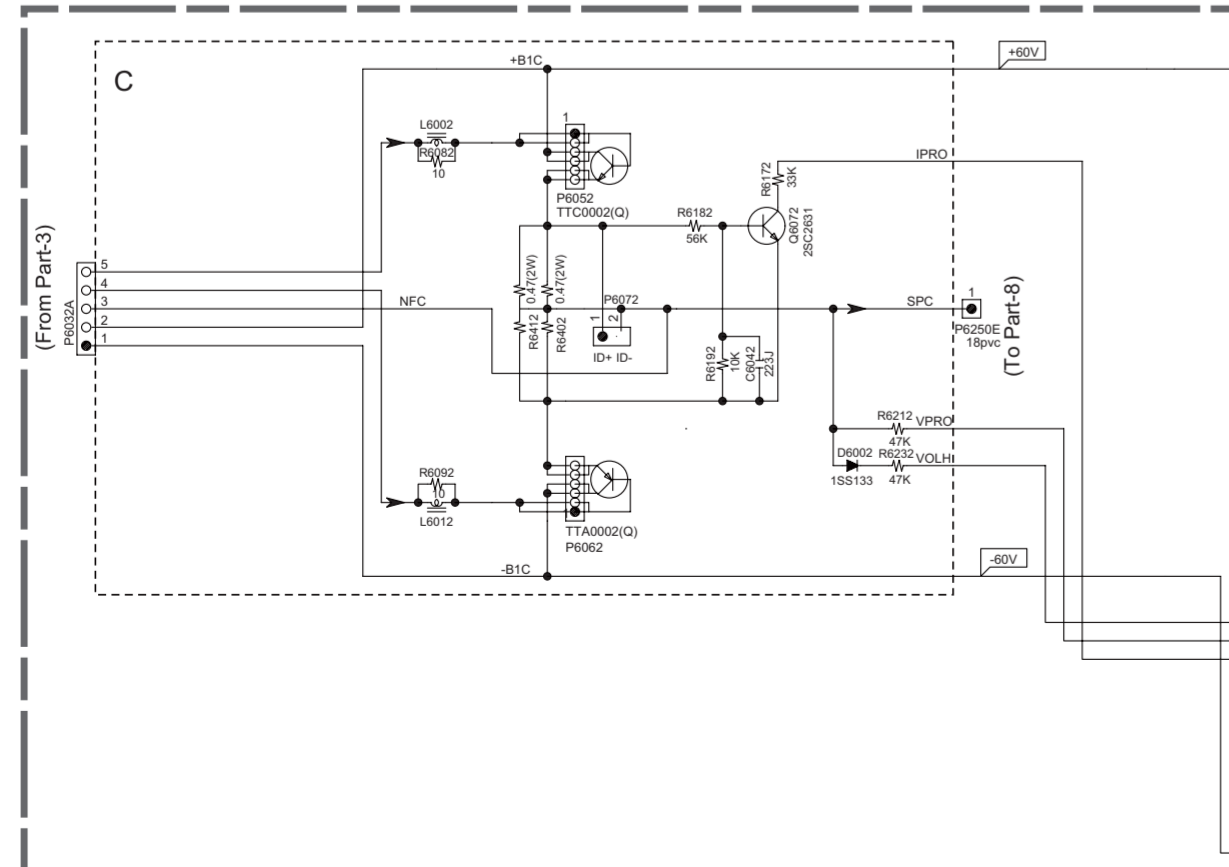 +60V
+B1C
C
L6002
R6082
10
1
P6052
TTC0002(Q)
IPRO
R6172
33K
Q6072
2SC2631
R6182
56K
(From Part-3)
P6032A
5
4
3
2
1
NFC
0.47(2W)
0.47(2W)
R6412
R6402
P6072
1
2
ID+ ID-
R6192
10K
C6042
223J
SPC
1
P6250E
18pvc
(To Part-8)
R6212
VPRO
47K
D6002
1SS133
R6232
VOLH
47K
R6092
10
L6012
TTA0002(Q)
P6062
-B1C
-60V